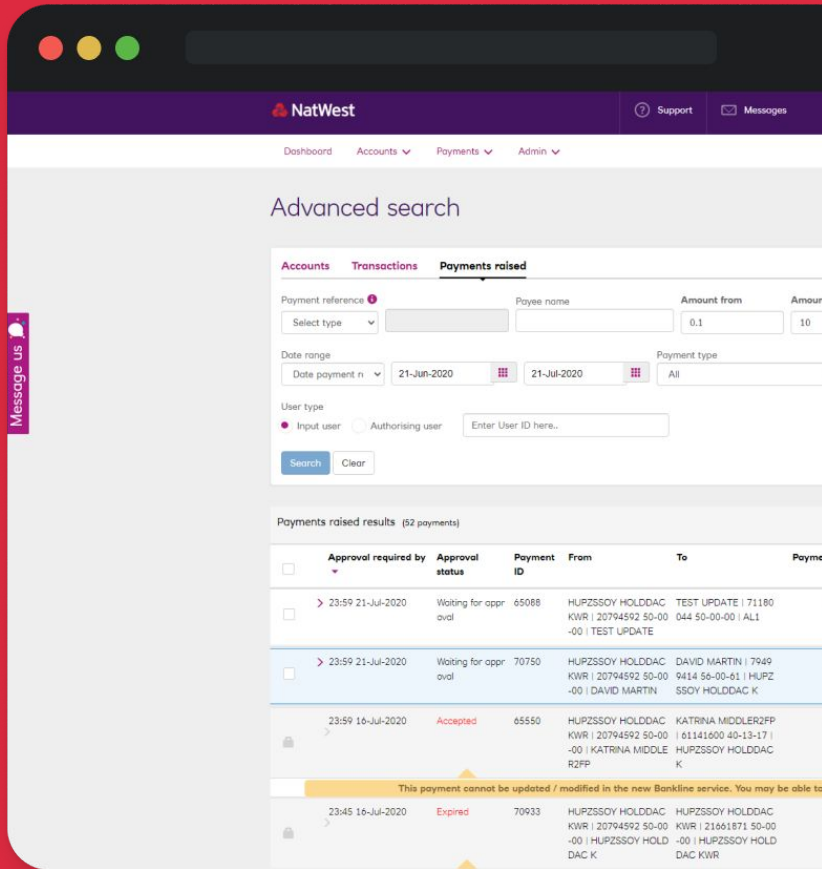 NatWest
Support
Messages
Dashboard Accounts Payments Admin
Advanced search
Accounts Transactions Payments raised
Payment reference Payee name Amount from Amour
Select type 0.1 10
Date range Payment type
Date payment r 21-Jun-2020 21-Jul-2020 All
User type
Input user Authorising user Enter User ID here..
Search Clear
Message us
Payments raised results (52 payments)
Approval required by Approval status Payment ID From To Payme
23:59 21-Jul-2020 Waiting for appr 65088 HUPZSSOY HOLDDAC TEST UPDATE | 71180
oval KWR | 20794592 50-00 044 50-00-00 | AL1
-00 | TEST UPDATE
23:59 21-Jul-2020 Waiting for appr 70750 HUPZSSOY HOLDDAC DAVID MARTIN | 7949
oval KWR | 20794592 50-00 9414 56-00-61 | HUPZ
-00 | DAVID MARTIN SSOY HOLDDAC K
23:59 16-Jul-2020 Accepted 65550 HUPZSSOY HOLDDAC KATRINA MIDDLER2FP
KWR | 20794592 50-00 | 61141600 40-13-17 |
-00 | KATRINA MIDDLE HUPZSSOY HOLDDAC
R2FP K
This payment cannot be updated / modified in the new Bankline service. You may be able to
23:45 16-Jul-2020 Expired 70933 HUPZSSOY HOLDDAC HUPZSSOY HOLDDAC
KWR | 20794592 50-00 KWR | 21661871 50-00
-00 | HUPZSSOY HOLD -00 | HUPZSSOY HOLD
DAC K DAC KWR